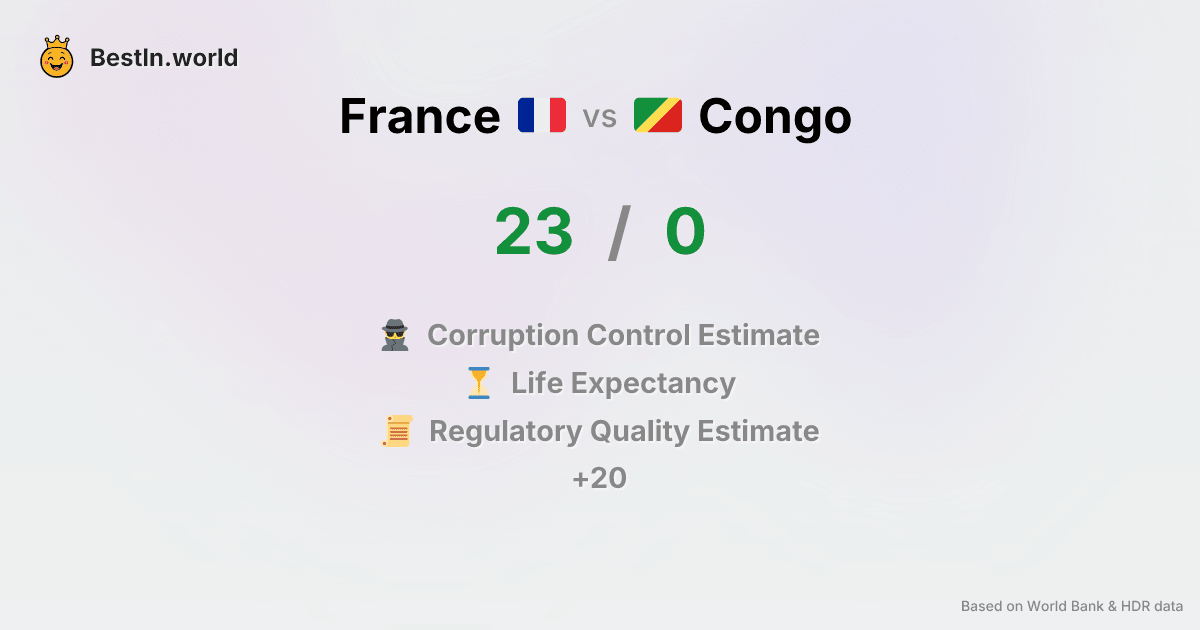 BestIn.world
France vs Congo
23 / 0
Corruption Control Estimate
Life Expectancy
Regulatory Quality Estimate
+20
Based on World Bank & HDR data